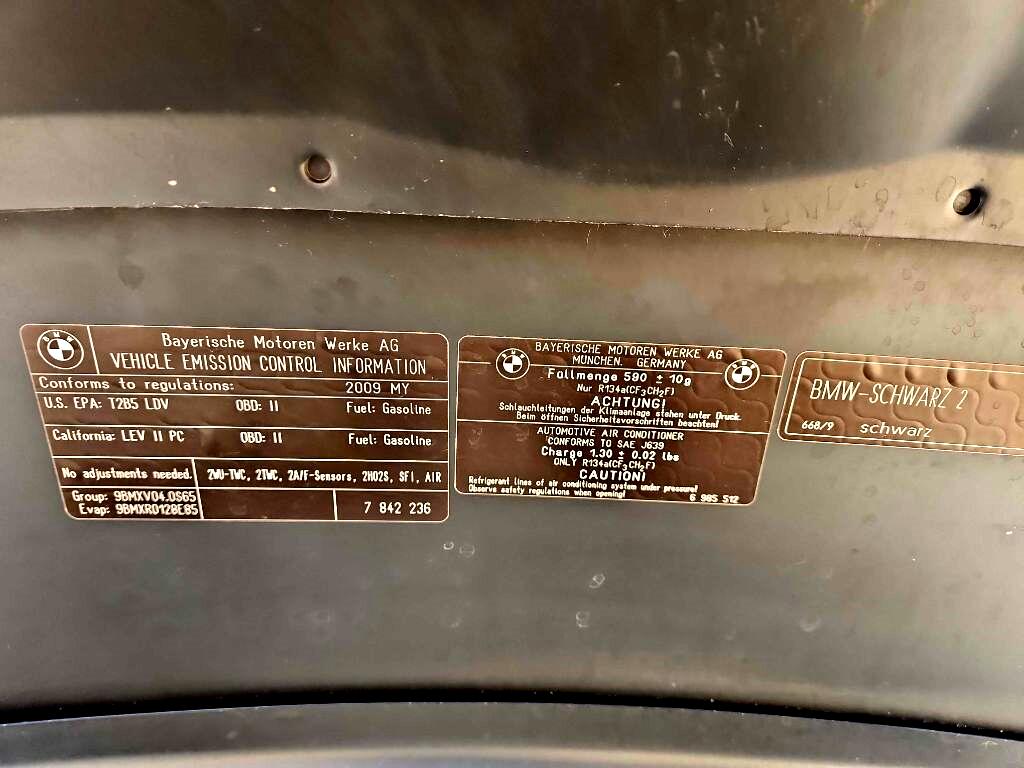 BMW
Bayerische Motoren Werke AG
VEHICLE EMISSION CONTROL INFORMATION
Conforms to regulations: 2009 MY
U.S. EPA: T2B5 LDV OBD: II Fuel: Gasoline
California: LEV II PC OBD: II Fuel: Gasoline
No adjustments needed. 2WU-TWC, 2TWC, 2A/F-Sensors, 2HO2S, SFI, AIR
Group: 9BMXV04.0S65
Evap: 9BMXR0128E85
7 842 236
BAYERISCHE MOTOREN WERKE AG
MÜNCHEN, GERMANY
Füllmenge 590 ± 10g
Nur R134a(CF3CH2F)
ACHTUNG!
Schlauchleitungen der Klimaanlage stehen unter Druck.
Beim öffnen Sicherheitsvorschriften beachten!
AUTOMOTIVE AIR CONDITIONER
CONFORMS TO SAE J639
Charge 1.30 ± 0.02 lbs
ONLY R134a(CF3CH2F)
CAUTION!
Refrigerant lines of air conditioning system under pressure!
Observe safety regulations when opening!
6 985 512
BMW-SCHWARZ 2
668/9 schwarz